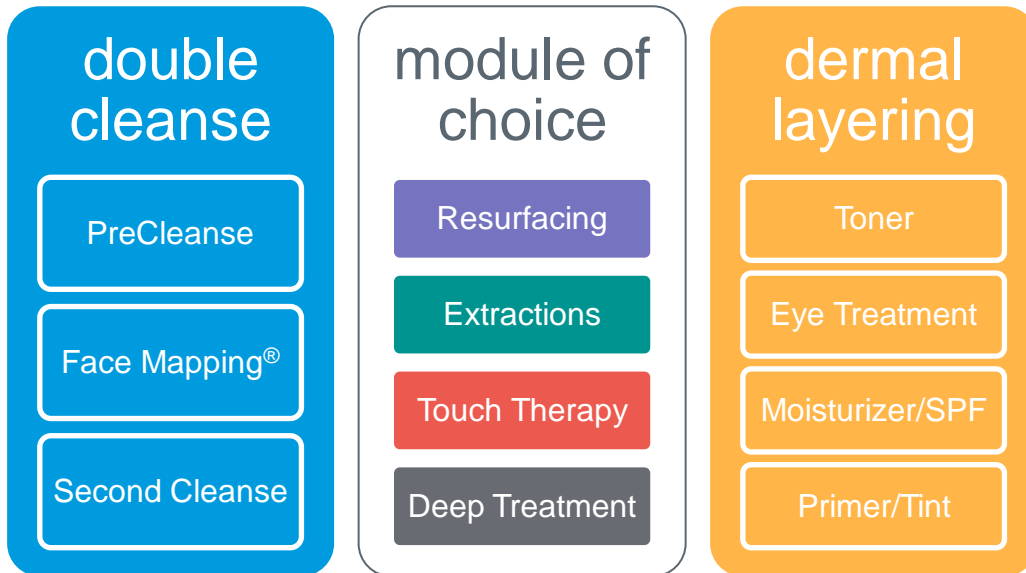 double
cleanse
PreCleanse
Face Mapping®
Second Cleanse
module of
choice
Resurfacing
Extractions
Touch Therapy
Deep Treatment
dermal
layering
Toner
Eye Treatment
Moisturizer/SPF
Primer/Tint